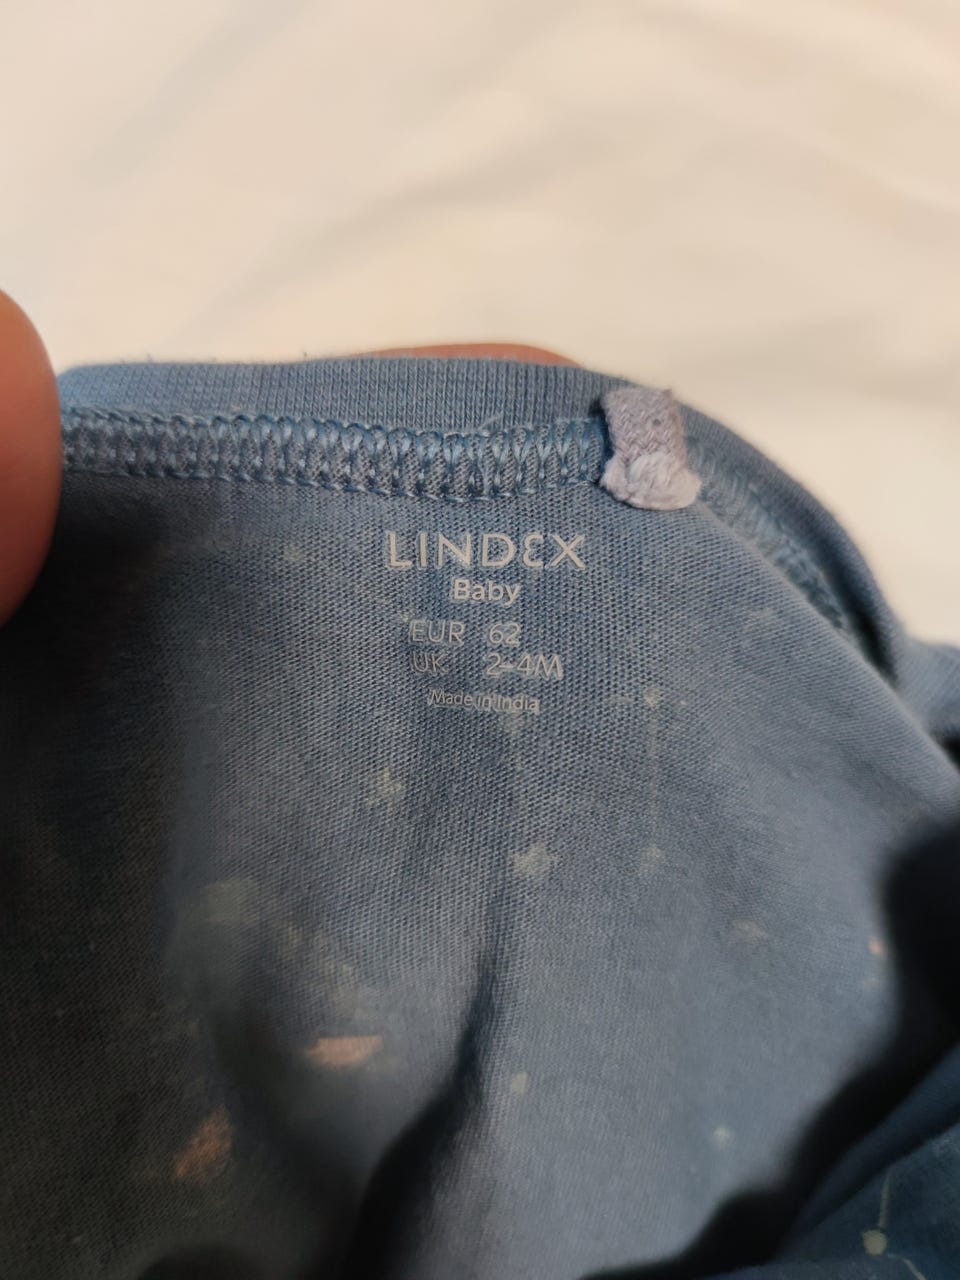 LINDEX
Baby
EUR 62
UK 2-4M
Made in India